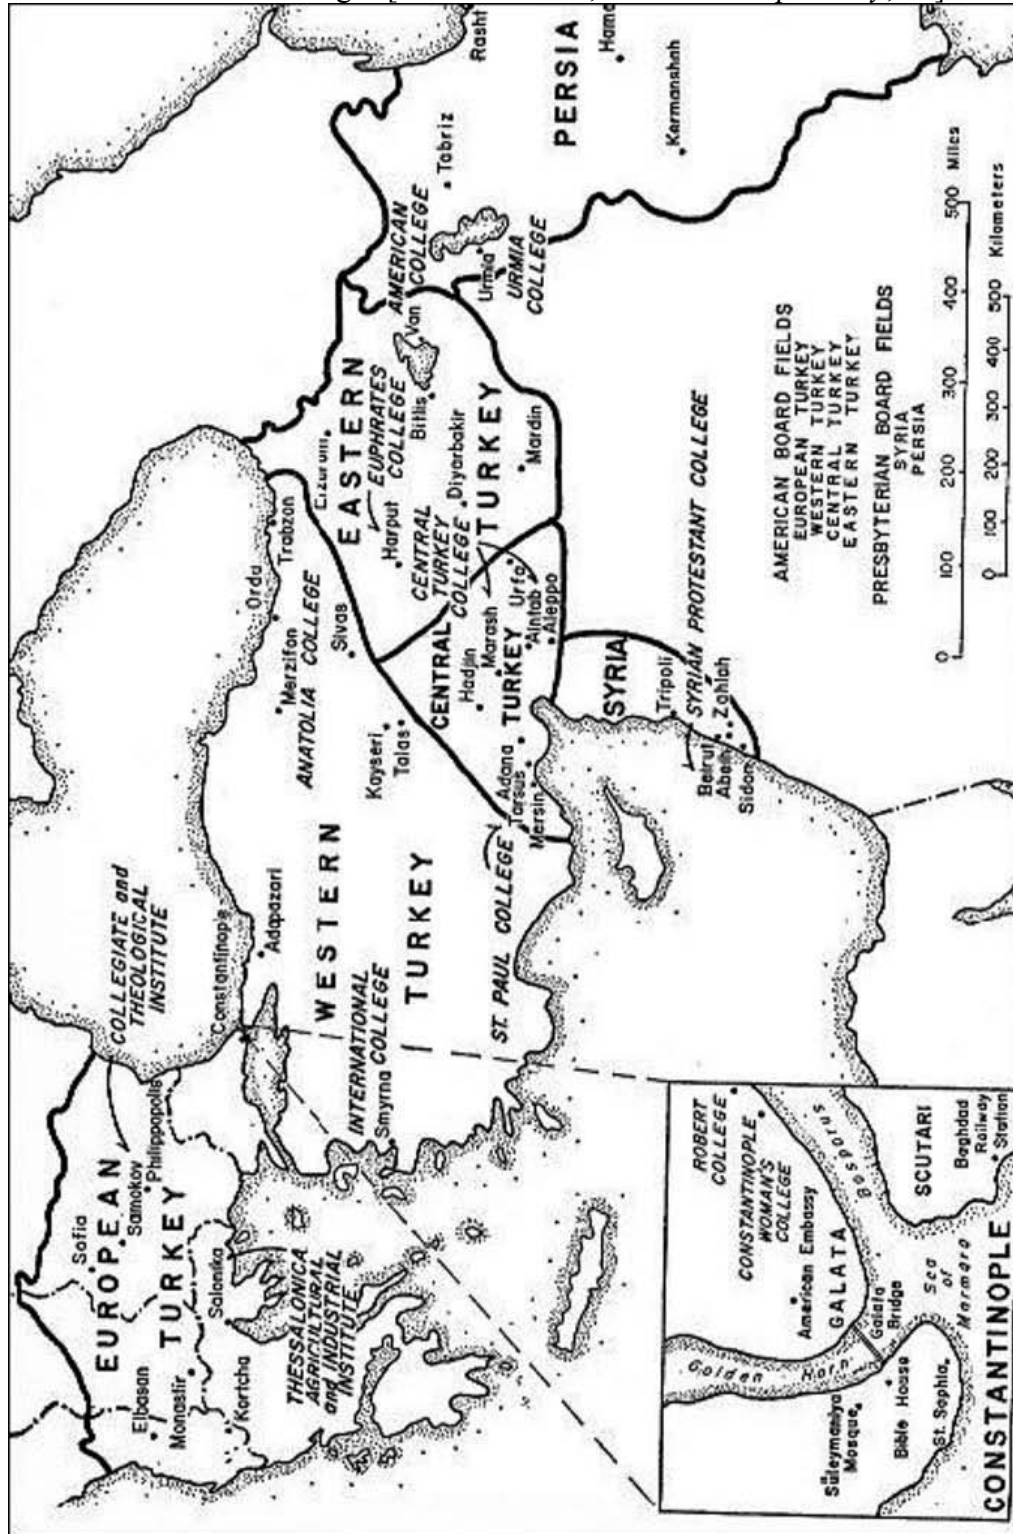 COLLEGIATE and
THEOLOGICAL
INSTITUTE
EUROPEAN
TURKEY
Sofia
Samokov
Philippopolis
Elbasan
Monastir
Kortcha
Salonika
THESSALONICA
AGRICULTURAL
and INDUSTRIAL
INSTITUTE
Constantinople
Adapazari
WESTERN
TURKEY
INTERNATIONAL
COLLEGE
Smyrna
Merzifon
ANATOLIA COLLEGE
Ordu
Trabzon
Sivas
Kayseri
Talas
ST. PAUL COLLEGE
Adana
Tarsus
Mersin
CENTRAL
TURKEY
Hadjin
Marash
Urfa
Aintab
Aleppo
CENTRAL
TURKEY
COLLEGE
EASTERN
TURKEY
Erzurum
EUPHRATES
COLLEGE
Harput
Bitlis
Diyarbakir
Mardin
Van
AMERICAN
COLLEGE
Urmia
URMIA
COLLEGE
Tabriz
Rasht
PERSIA
Hama
Kermanshah
SYRIA
Tripoli
SYRIAN PROTESTANT COLLEGE
Beirut
Abeih
Zahlah
Sidon
AMERICAN BOARD FIELDS
EUROPEAN TURKEY
WESTERN TURKEY
CENTRAL TURKEY
EASTERN TURKEY
PRESBYTERIAN BOARD FIELDS
SYRIA
PERSIA
0 100 200 300 400 500 Miles
0 100 200 300 400 500 Kilometers
ROBERT
COLLEGE
CONSTANTINOPLE
WOMAN'S
COLLEGE
American Embassy
GALATA
Galata
Bridge
Golden Horn
Bosporus
Süleymaniya
Mosque
Bible House
St. Sophia
Sea
of
Marmara
SCUTARI
Baghdad
Railway
Station
CONSTANTINOPLE